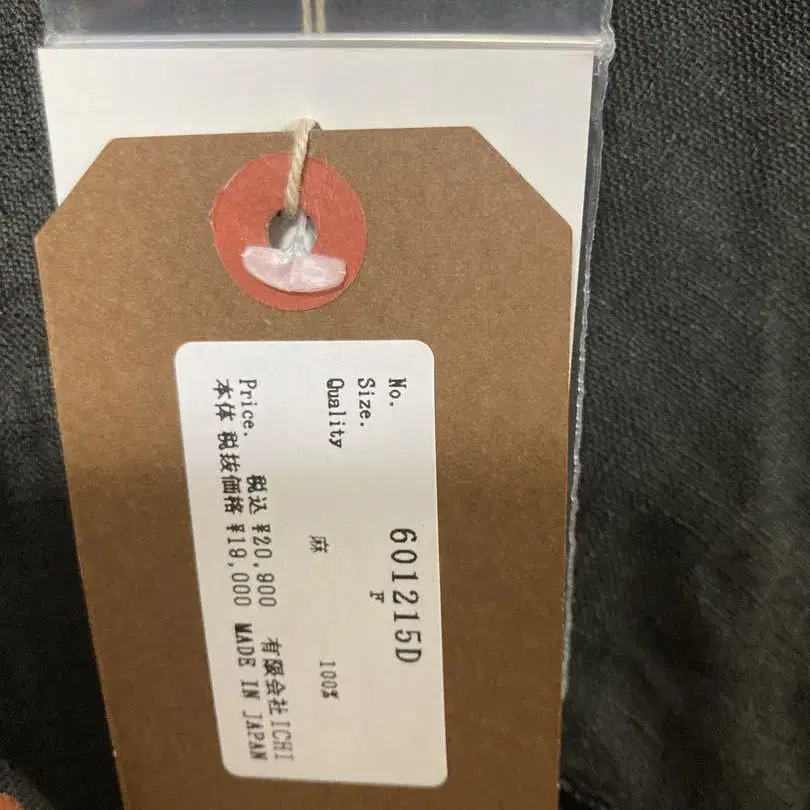 No. 601215D
Size. F
Quality
麻 100%
有限会社ICHI
Price. 税込 ¥20,900
本体 税抜価格 ¥19,000 MADE IN JAPAN